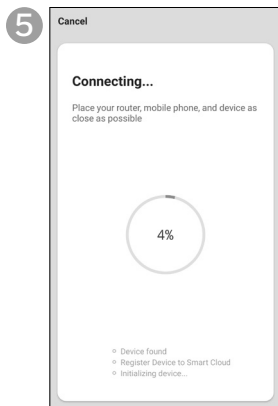 5
Cancel
Connecting...
Place your router, mobile phone, and device as
close as possible
4%
Device found
Register Device to Smart Cloud
Initializing device...